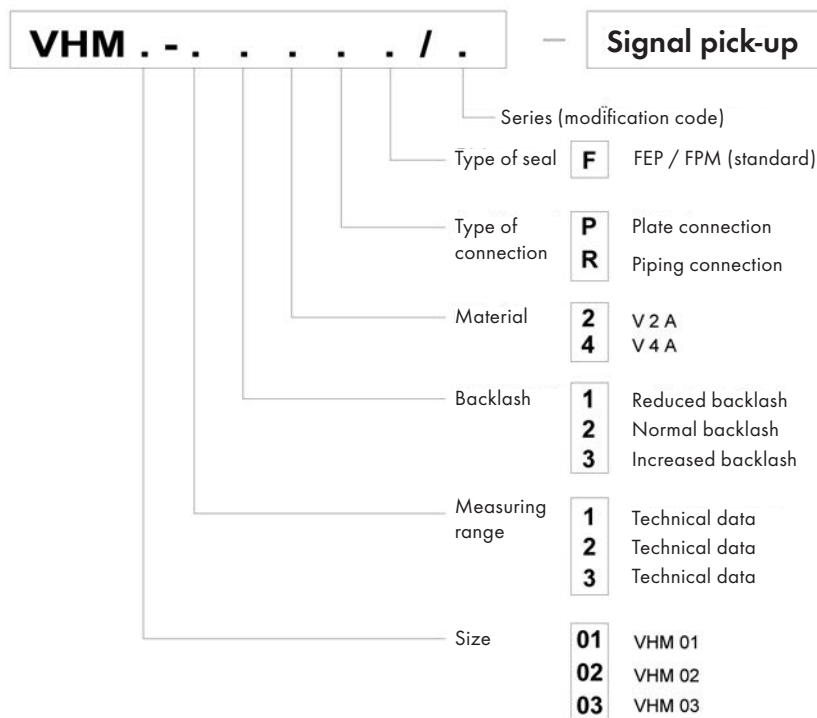 VHM . - . . . . . / . – Signal pick-up
Series (modification code)
Type of seal F FEP / FPM (standard)
Type of P Plate connection
connection R Piping connection
Material 2 V 2 A
4 V 4 A
Backlash 1 Reduced backlash
2 Normal backlash
3 Increased backlash
Measuring 1 Technical data
range 2 Technical data
3 Technical data
Size 01 VHM 01
02 VHM 02
03 VHM 03